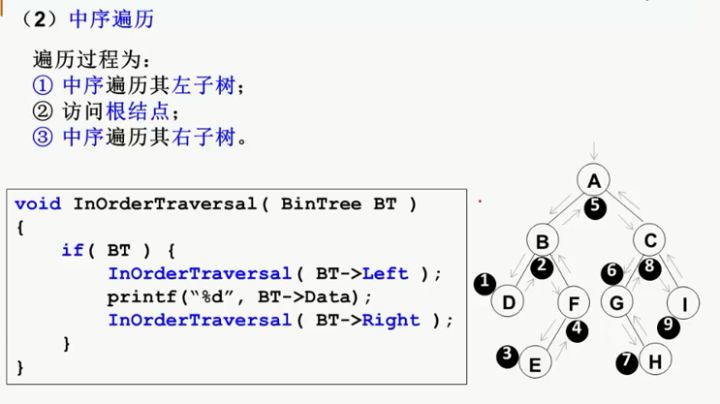 （2）中序遍历
遍历过程为:
① 中序遍历其左子树;
② 访问根结点;
③ 中序遍历其右子树。
void InOrderTraversal( BinTree BT )
{
if( BT ) {
InOrderTraversal( BT->Left );
printf(“%d”, BT->Data);
InOrderTraversal( BT->Right );
}
}
A
5
B
C
2
6
8
1
D
F
G
I
4
9
3
E
7
H